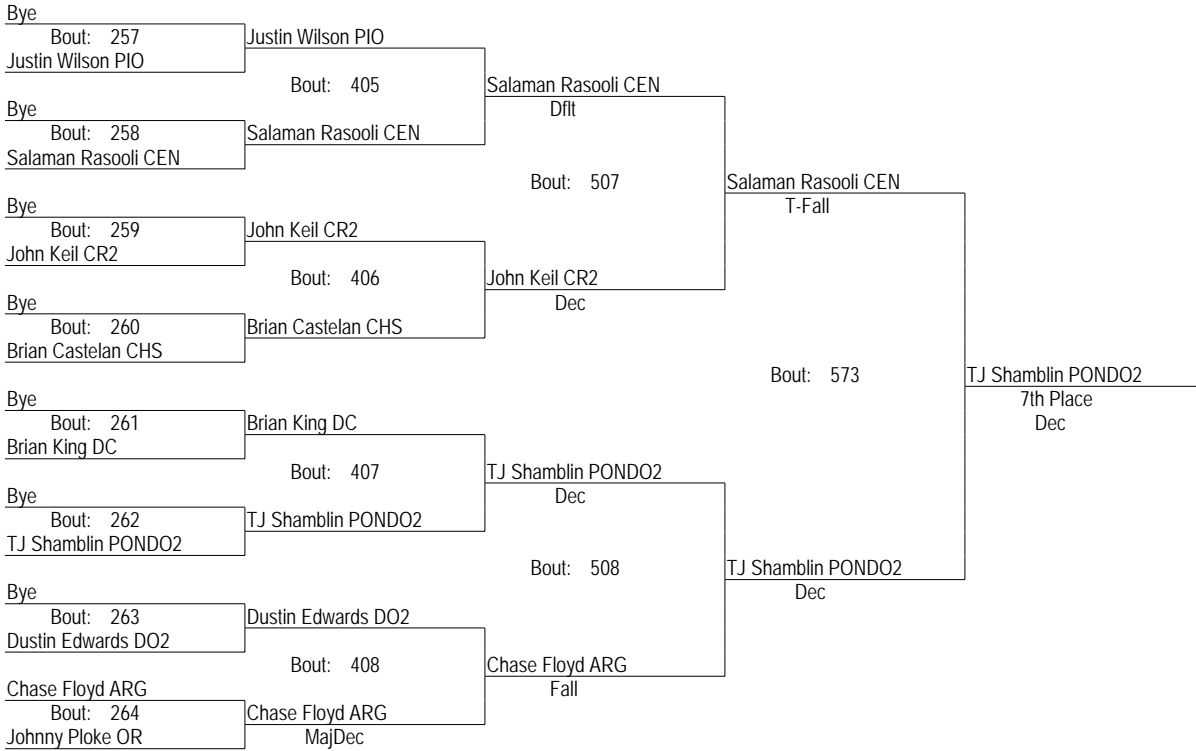 Bye
Bout: 257
Justin Wilson PIO
Justin Wilson PIO
Bout: 405
Salaman Rasooli CEN
Dflt
Bye
Bout: 258
Salaman Rasooli CEN
Salaman Rasooli CEN
Bout: 507
Salaman Rasooli CEN
T-Fall
Bye
Bout: 259
John Keil CR2
John Keil CR2
Bout: 406
John Keil CR2
Dec
Bye
Bout: 260
Brian Castelan CHS
Brian Castelan CHS
Bout: 573
TJ Shamblin PONDO2
7th Place
Dec
Bye
Bout: 261
Brian King DC
Brian King DC
Bout: 407
TJ Shamblin PONDO2
Dec
Bye
Bout: 262
TJ Shamblin PONDO2
TJ Shamblin PONDO2
Bout: 508
TJ Shamblin PONDO2
Dec
Bye
Bout: 263
Dustin Edwards DO2
Dustin Edwards DO2
Bout: 408
Chase Floyd ARG
Fall
Chase Floyd ARG
Bout: 264
Johnny Ploke OR
Chase Floyd ARG
MajDec